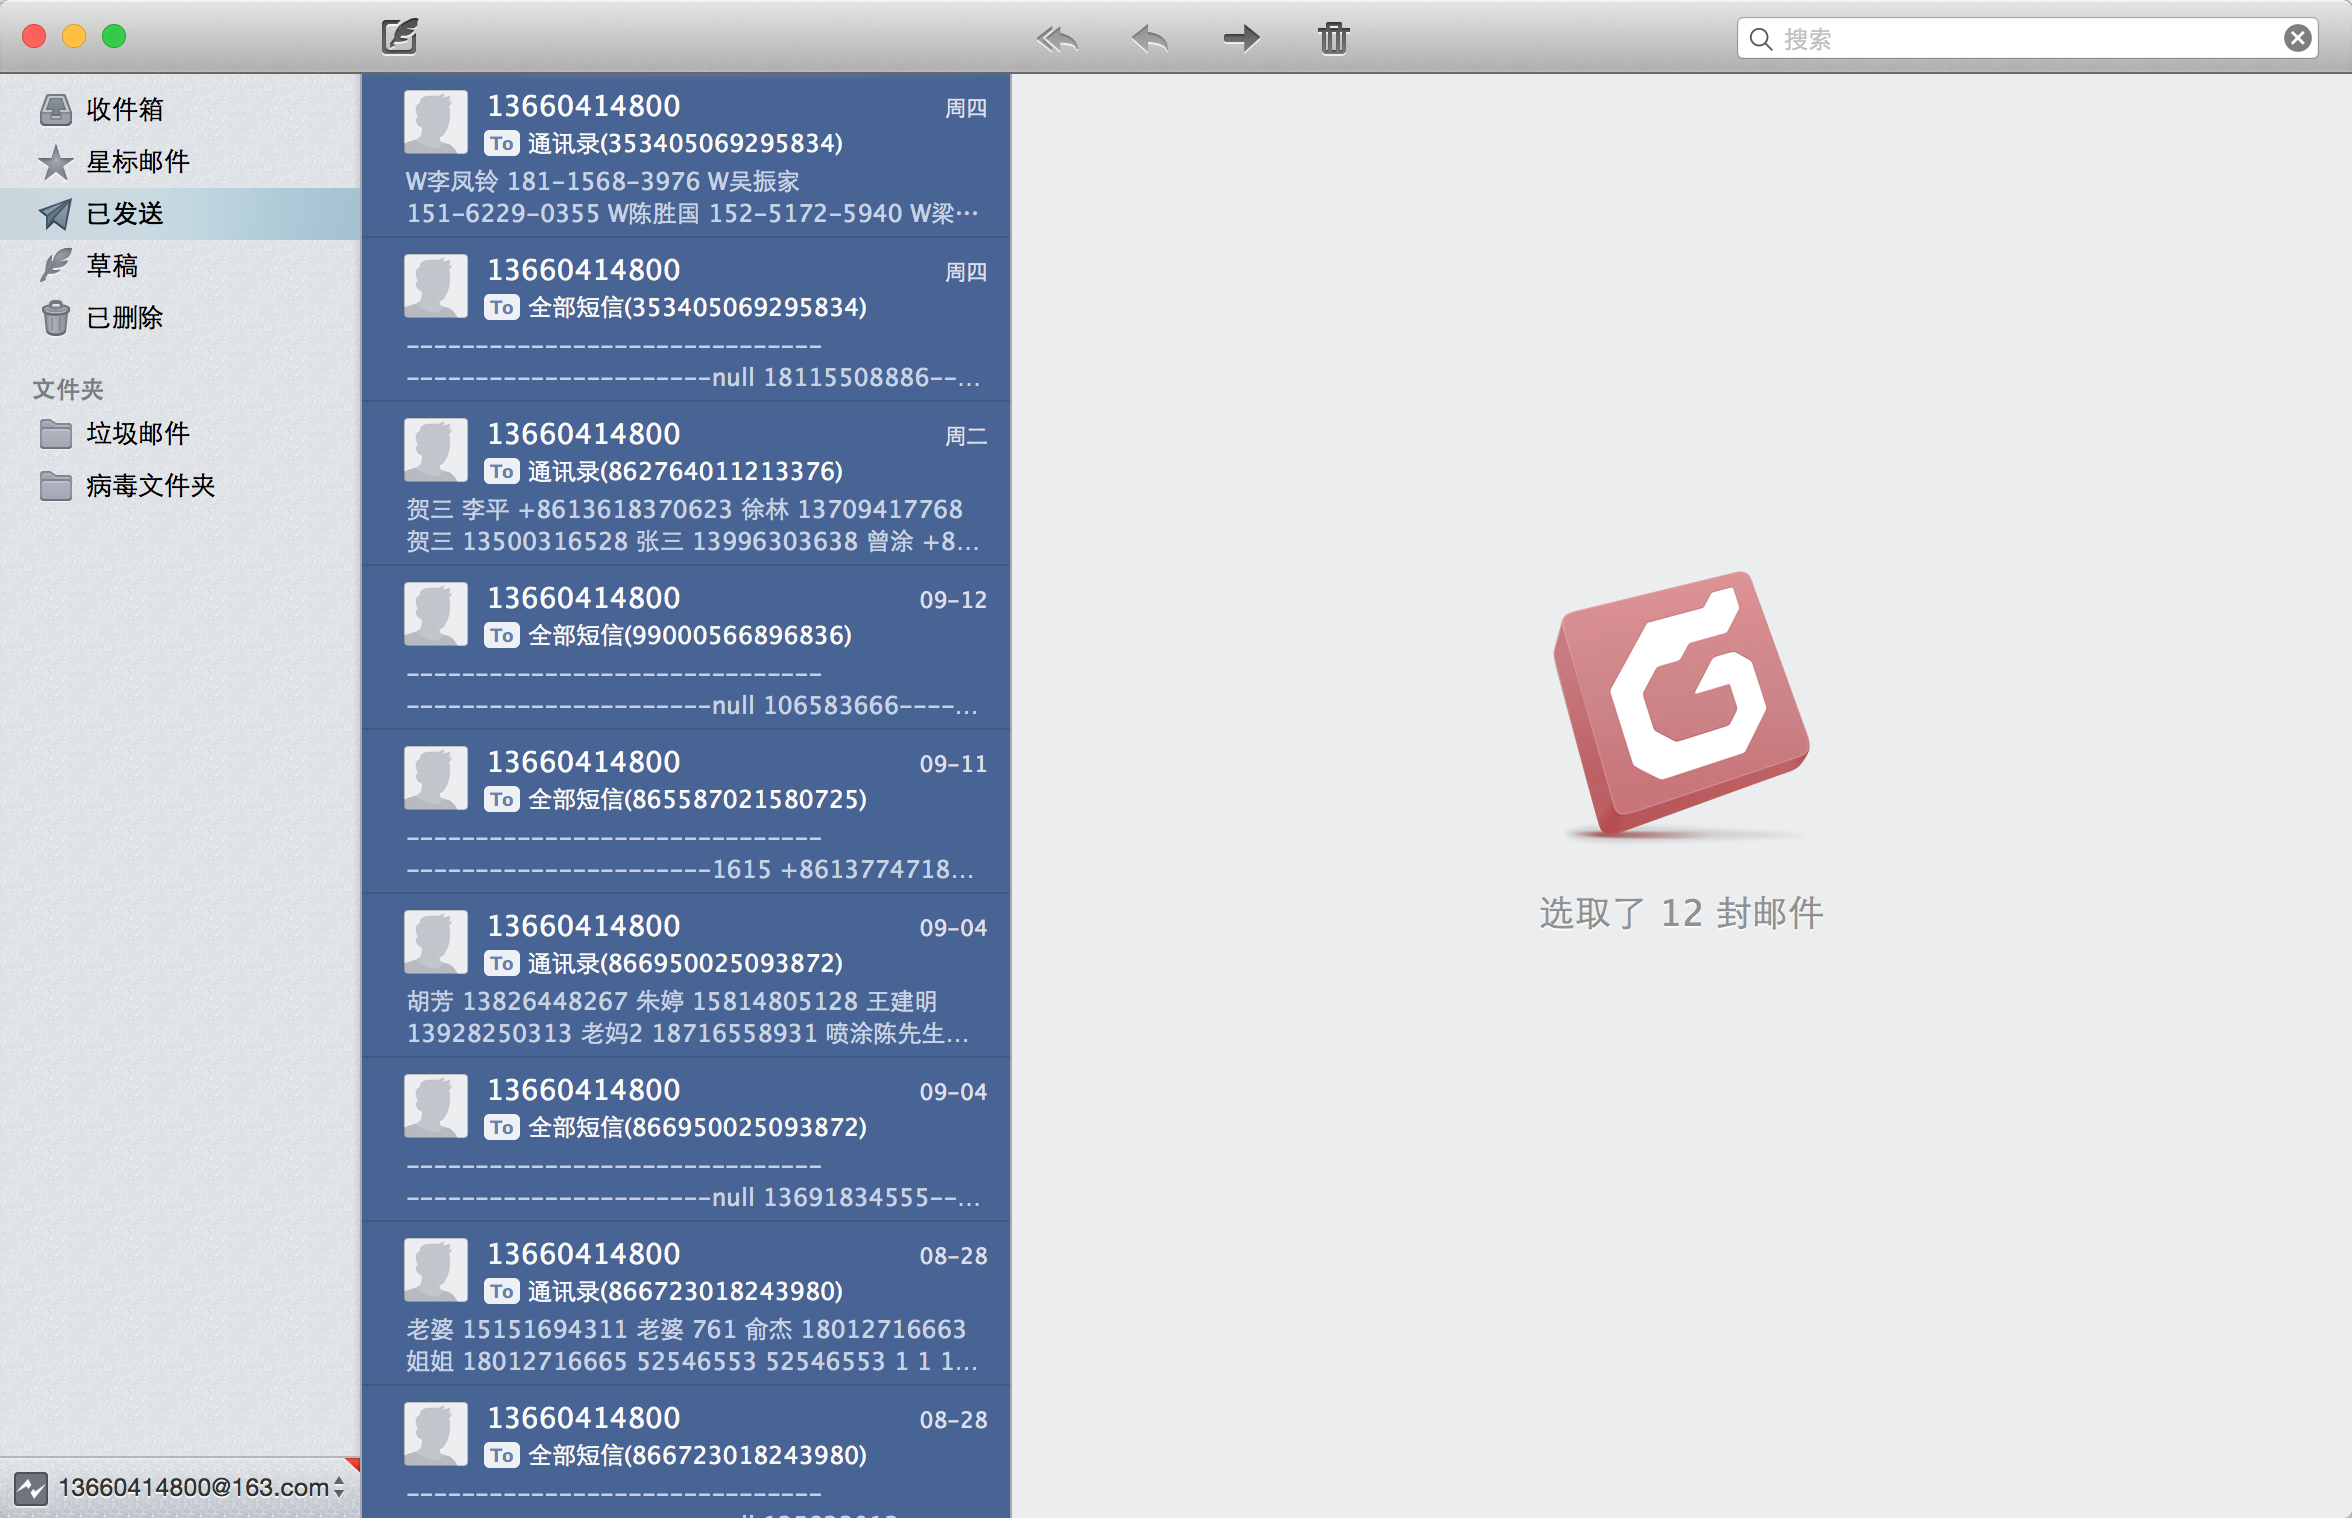 搜索
收件箱
星标邮件
已发送
草稿
已删除
文件夹
垃圾邮件
病毒文件夹
13660414800@163.com
13660414800 周四
To 通讯录(353405069295834)
W李凤铃 181-1568-3976 W吴振家
151-6229-0355 W陈胜国 152-5172-5940 W梁…
13660414800 周四
To 全部短信(353405069295834)
------------------------------
----------------------null 18115508886--...
13660414800 周二
To 通讯录(862764011213376)
贺三 李平 +8613618370623 徐林 13709417768
贺三 13500316528 张三 13996303638 曾涂 +8...
13660414800 09-12
To 全部短信(99000566896836)
------------------------------
----------------------null 106583666----...
13660414800 09-11
To 全部短信(865587021580725)
------------------------------
----------------------1615 +8613774718...
13660414800 09-04
To 通讯录(866950025093872)
胡芳 13826448267 朱婷 15814805128 王建明
13928250313 老妈2 18716558931 喷涂陈先生...
13660414800 09-04
To 全部短信(866950025093872)
------------------------------
----------------------null 13691834555--...
13660414800 08-28
To 通讯录(866723018243980)
老婆 15151694311 老婆 761 俞杰 18012716663
姐姐 18012716665 52546553 52546553 1 1 1...
13660414800 08-28
To 全部短信(866723018243980)
------------------------------
选取了 12 封邮件